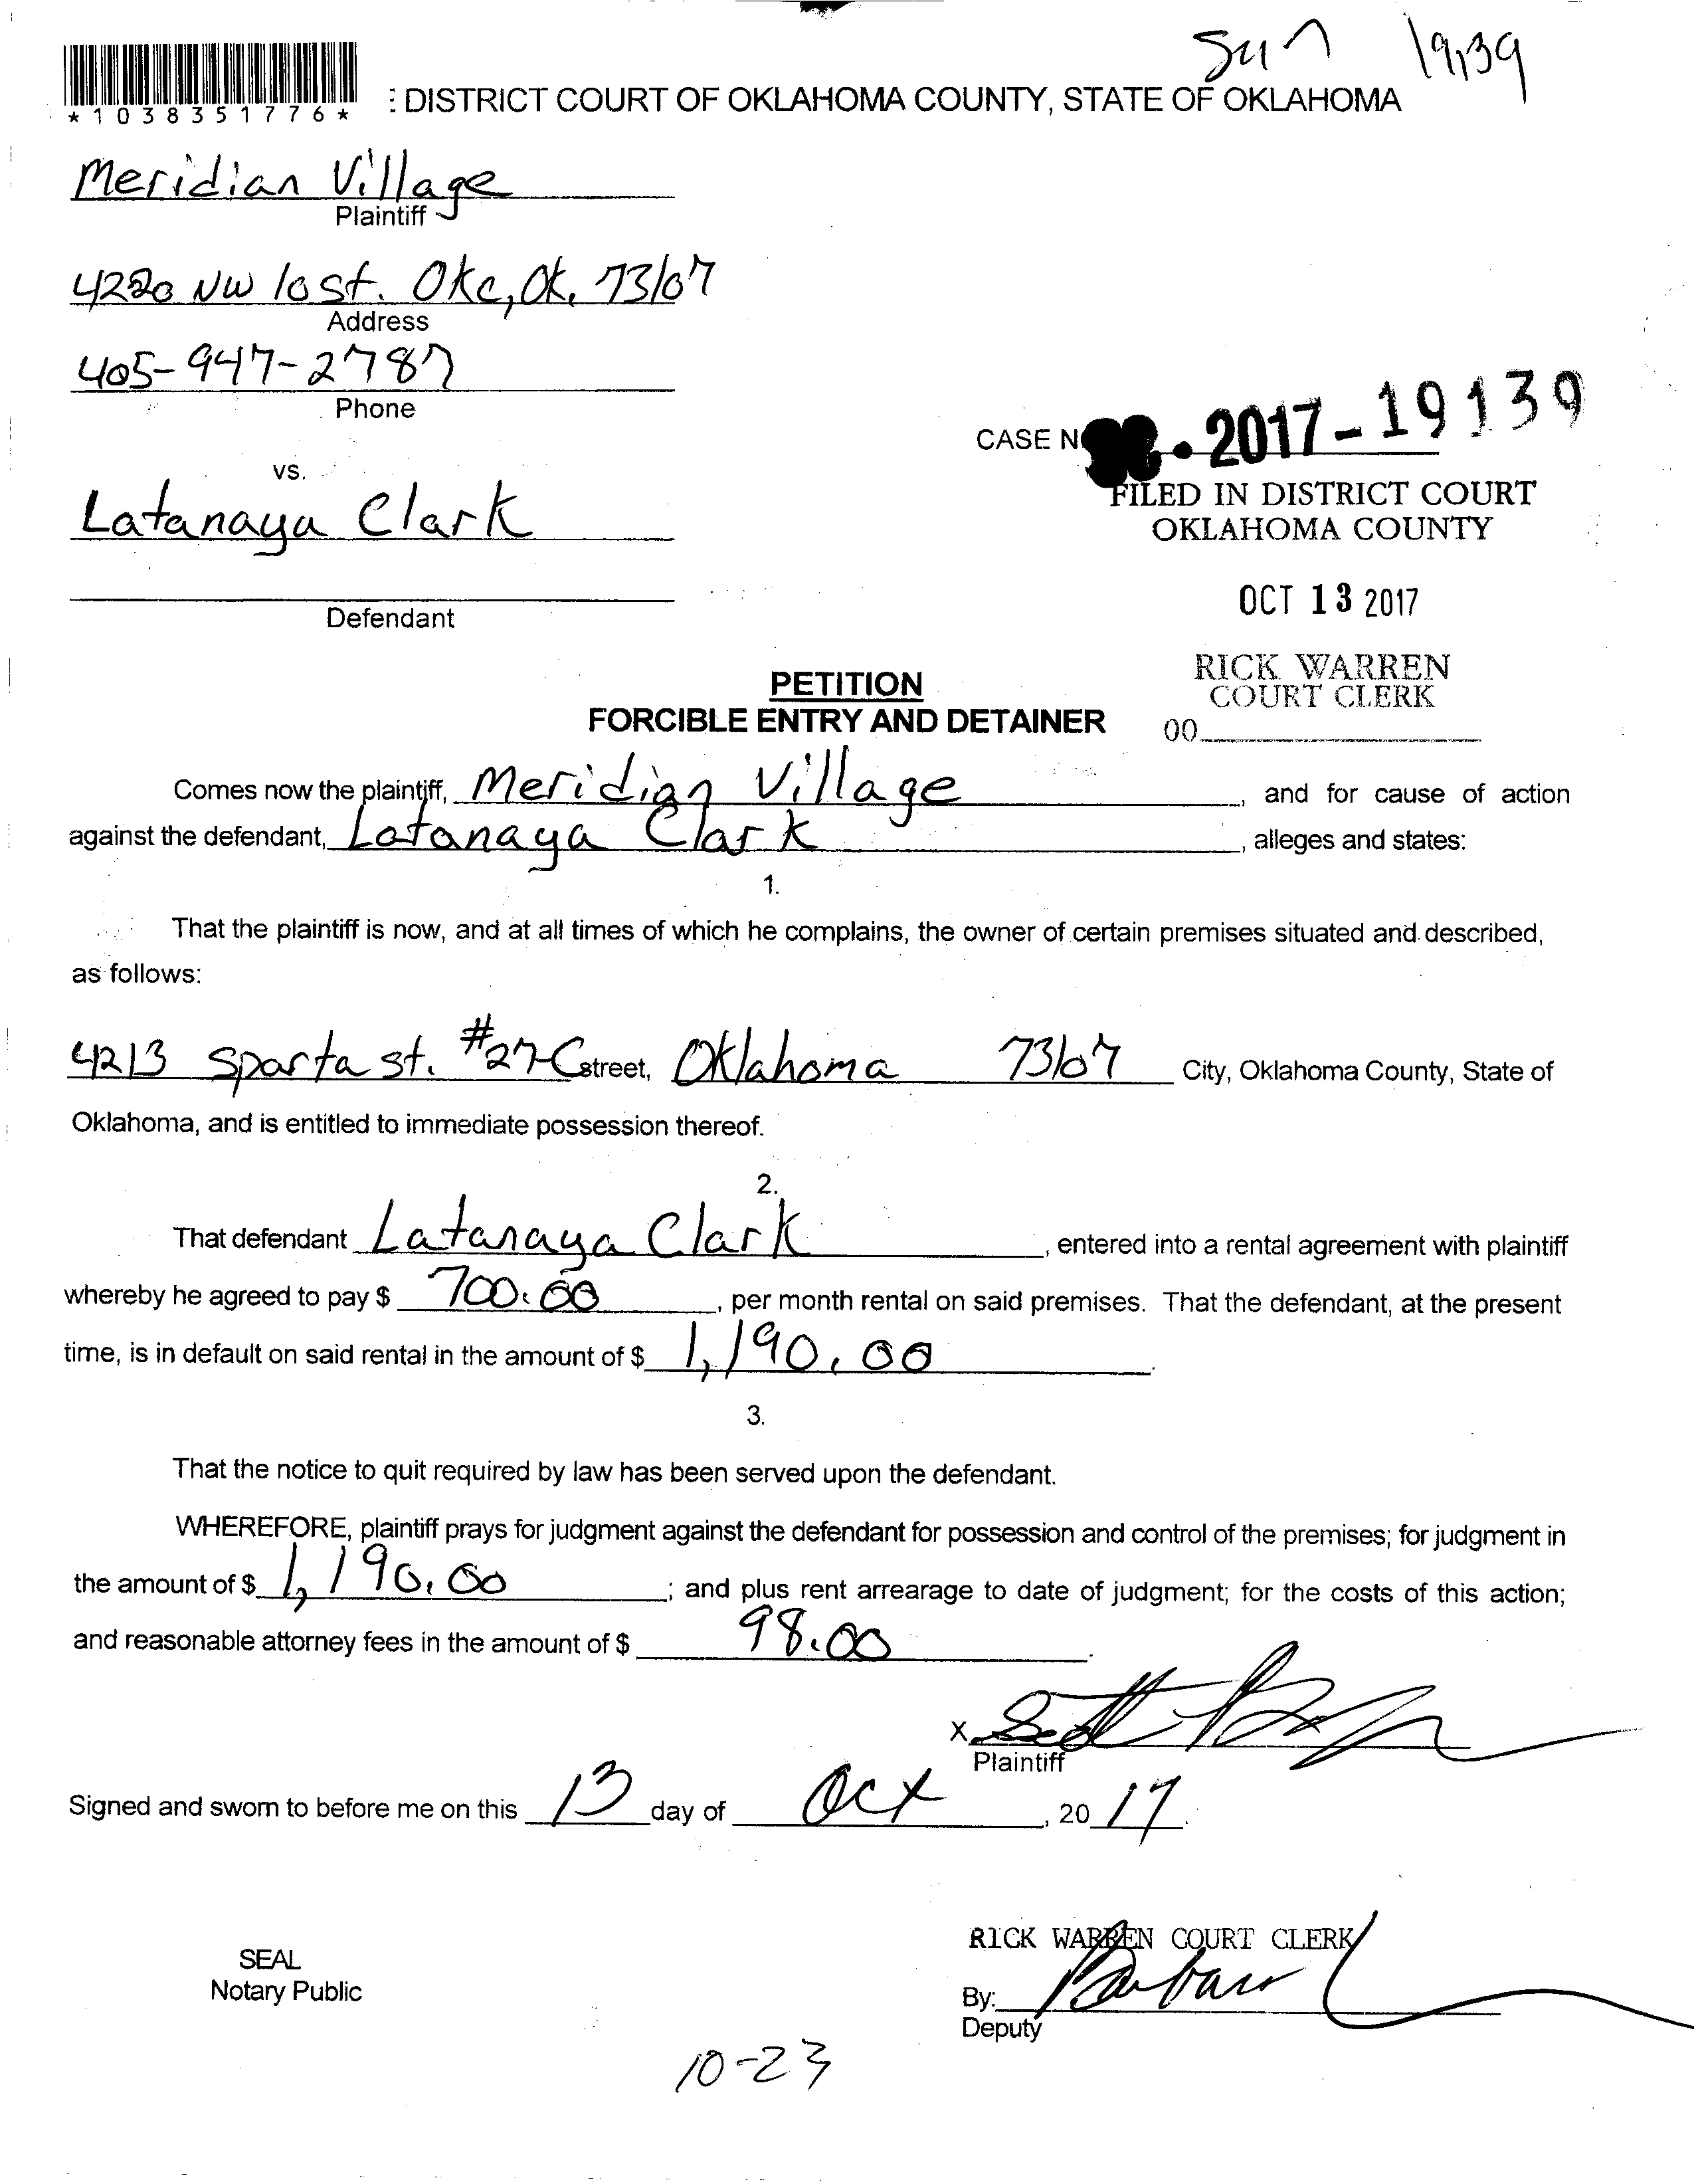 Sun 19139
*1038351776*
: DISTRICT COURT OF OKLAHOMA COUNTY, STATE OF OKLAHOMA
Meridian Village
Plaintiff
4220 NW 10 St. Okc, Ok. 73107
Address
405-947-2787
Phone
CASE N . 2017-19139
vs.
FILED IN DISTRICT COURT
OKLAHOMA COUNTY
Latanaya Clark
Defendant
OCT 13 2017
RICK WARREN
COURT CLERK
00
PETITION
FORCIBLE ENTRY AND DETAINER
Comes now the plaintiff, Meridian Village, and for cause of action
against the defendant, Latanaya Clark, alleges and states:
1.
That the plaintiff is now, and at all times of which he complains, the owner of certain premises situated and described,
as follows:
4213 Sparta St. #27-C street, Oklahoma 73107 City, Oklahoma County, State of
Oklahoma, and is entitled to immediate possession thereof.
2.
That defendant Latanaya Clark, entered into a rental agreement with plaintiff
whereby he agreed to pay $ 700.00, per month rental on said premises. That the defendant, at the present
time, is in default on said rental in the amount of $ 1,190.00.
3.
That the notice to quit required by law has been served upon the defendant.
WHEREFORE, plaintiff prays for judgment against the defendant for possession and control of the premises; for judgment in
the amount of $ 1,190.00; and plus rent arrearage to date of judgment; for the costs of this action;
and reasonable attorney fees in the amount of $ 98.00.
X Scott
Plaintiff
Signed and sworn to before me on this 13 day of Oct, 20 17.
RICK WARREN COURT CLERK
SEAL
Notary Public
By: Barbara
Deputy
10-23